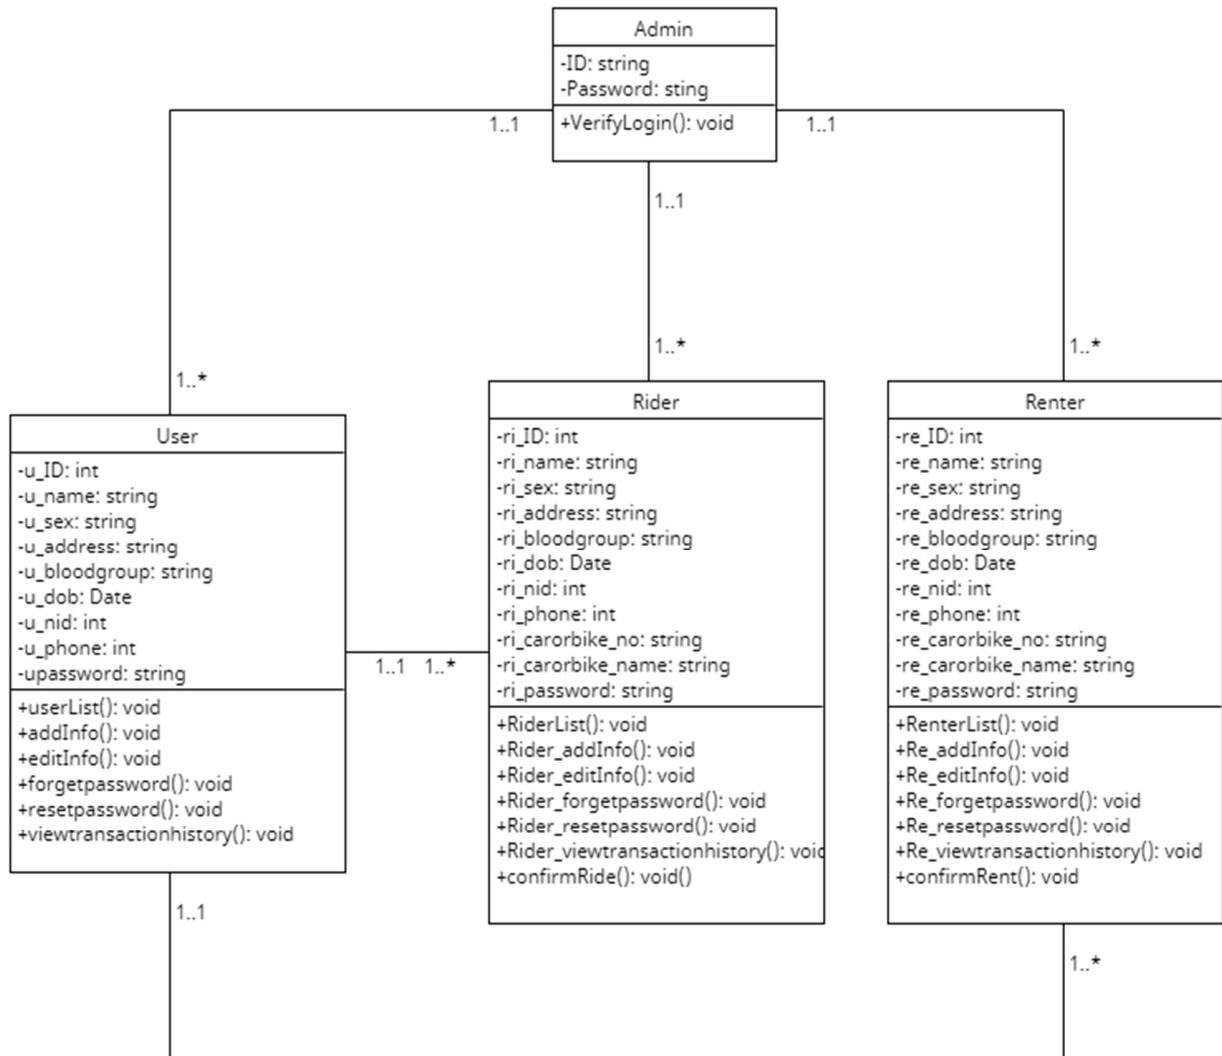 Admin
-ID: string
-Password: sting
+VerifyLogin(): void
1..1
1..1
1..1
1..*
1..*
1..*
User
-u_ID: int
-u_name: string
-u_sex: string
-u_address: string
-u_bloodgroup: string
-u_dob: Date
-u_nid: int
-u_phone: int
-upassword: string
+userList(): void
+addInfo(): void
+editInfo(): void
+forgetpassword(): void
+resetpassword(): void
+viewtransactionhistory(): void
1..1
1..1 1..*
Rider
-ri_ID: int
-ri_name: string
-ri_sex: string
-ri_address: string
-ri_bloodgroup: string
-ri_dob: Date
-ri_nid: int
-ri_phone: int
-ri_carorbike_no: string
-ri_carorbike_name: string
-ri_password: string
+RiderList(): void
+Rider_addInfo(): void
+Rider_editInfo(): void
+Rider_forgetpassword(): void
+Rider_resetpassword(): void
+Rider_viewtransactionhistory(): void
+confirmRide(): void()
Renter
-re_ID: int
-re_name: string
-re_sex: string
-re_address: string
-re_bloodgroup: string
-re_dob: Date
-re_nid: int
-re_phone: int
-re_carorbike_no: string
-re_carorbike_name: string
-re_password: string
+RenterList(): void
+Re_addInfo(): void
+Re_editInfo(): void
+Re_forgetpassword(): void
+Re_resetpassword(): void
+Re_viewtransactionhistory(): void
+confirmRent(): void
1..*